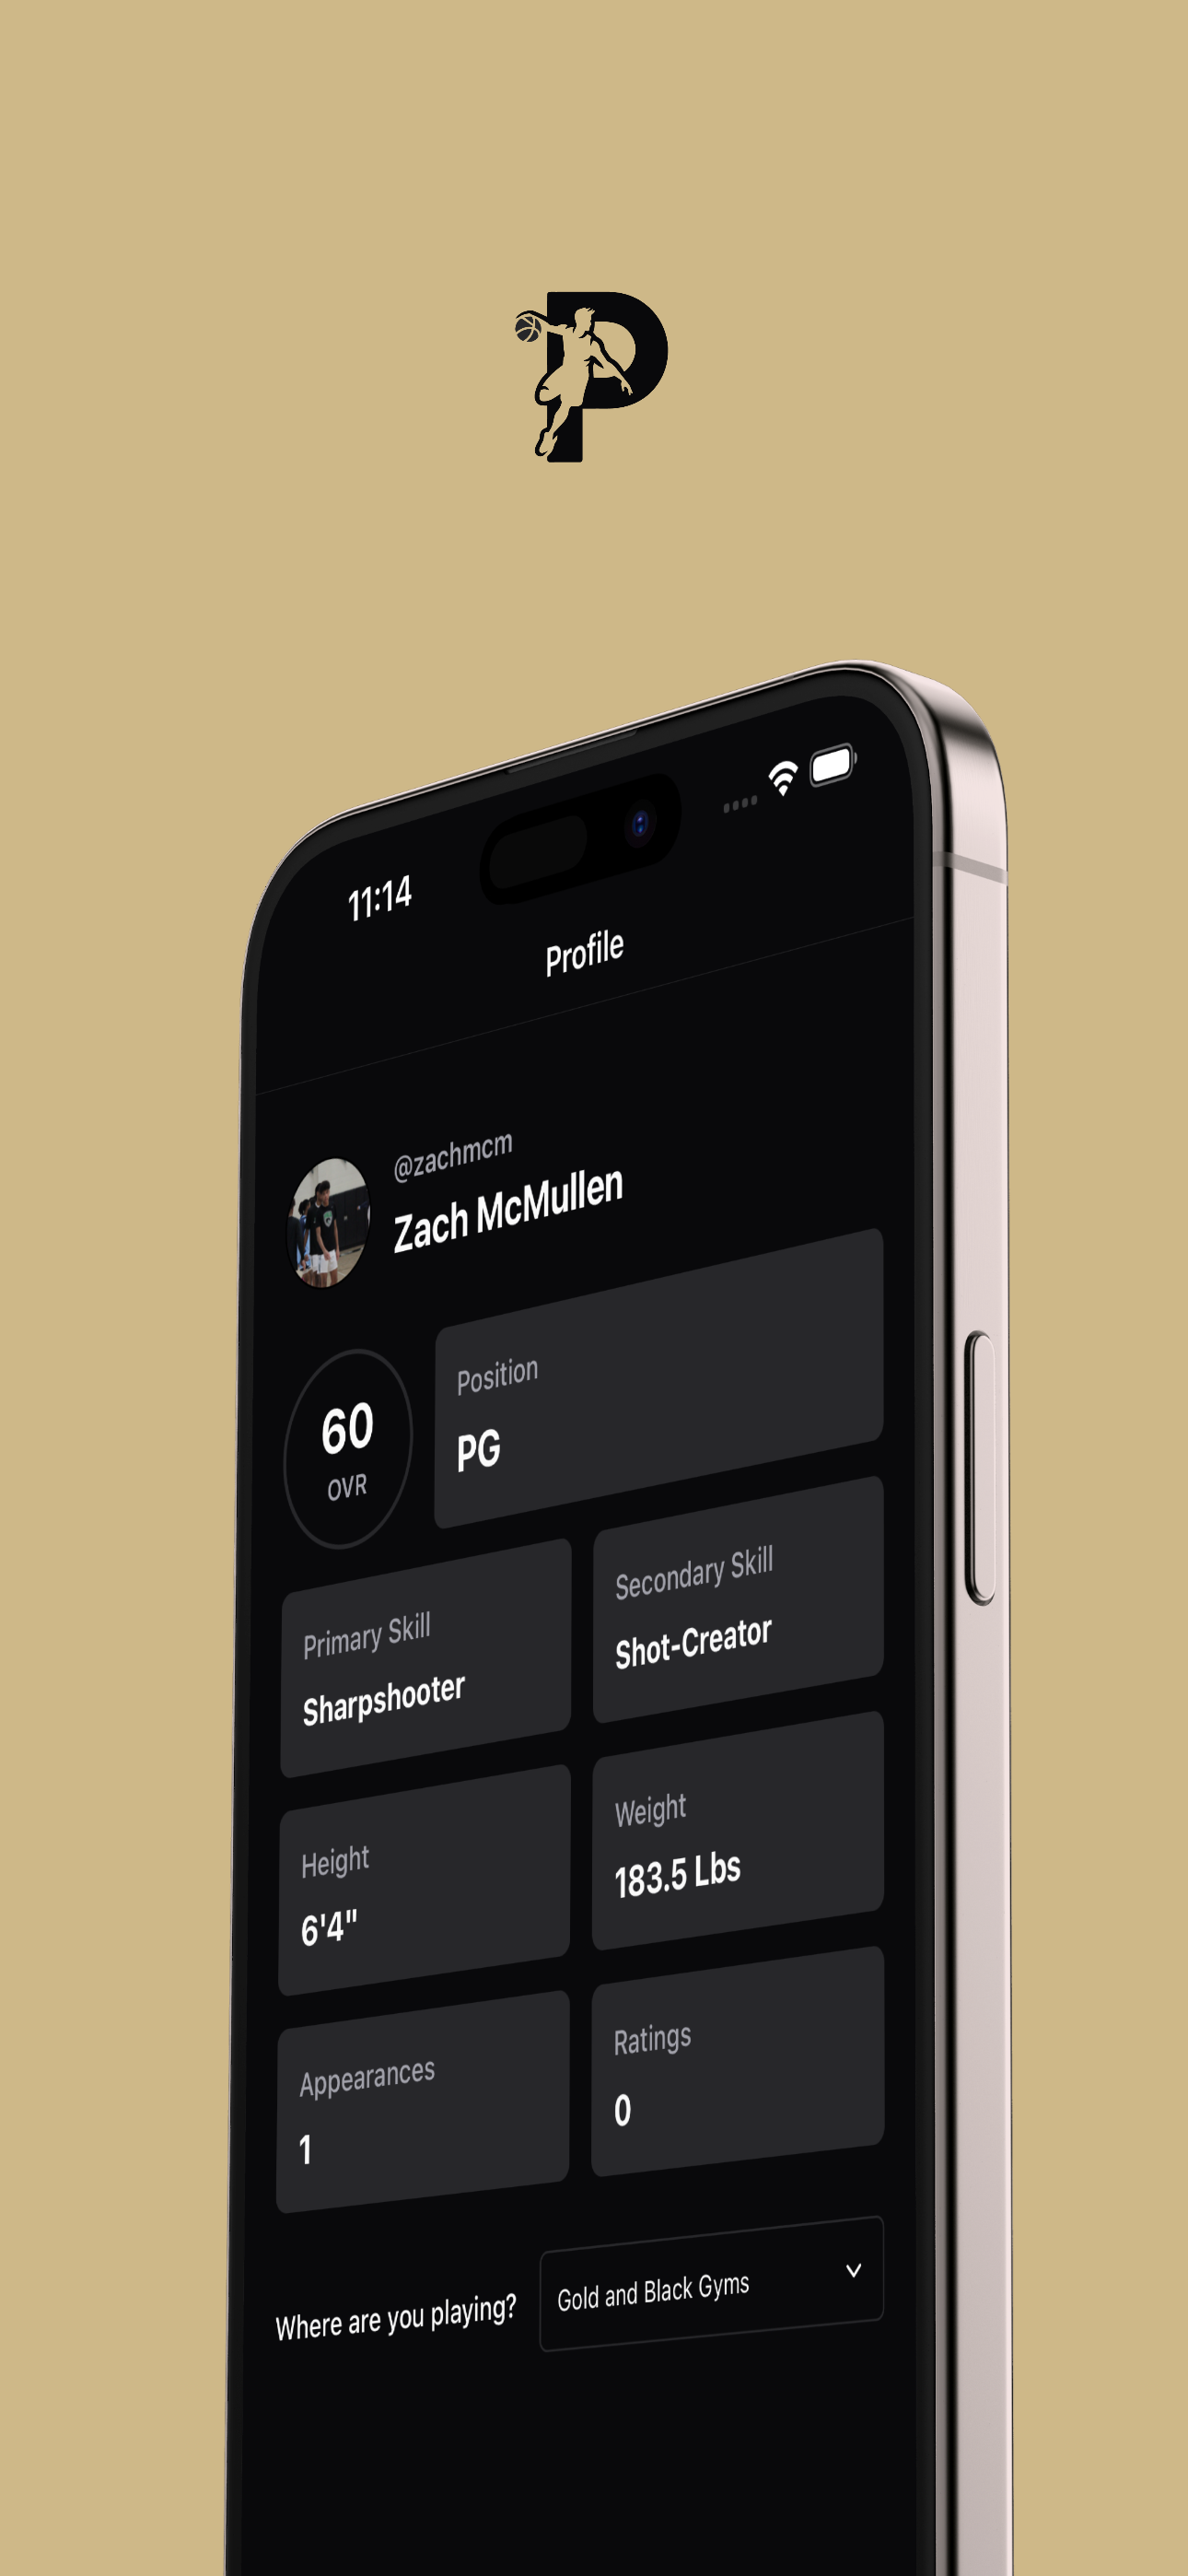 P
11:14
Profile
@zachmcm
Zach McMullen
60
OVR
Position
PG
Primary Skill
Sharpshooter
Secondary Skill
Shot-Creator
Height
6'4"
Weight
183.5 Lbs
Appearances
1
Ratings
0
Where are you playing?
Gold and Black Gyms